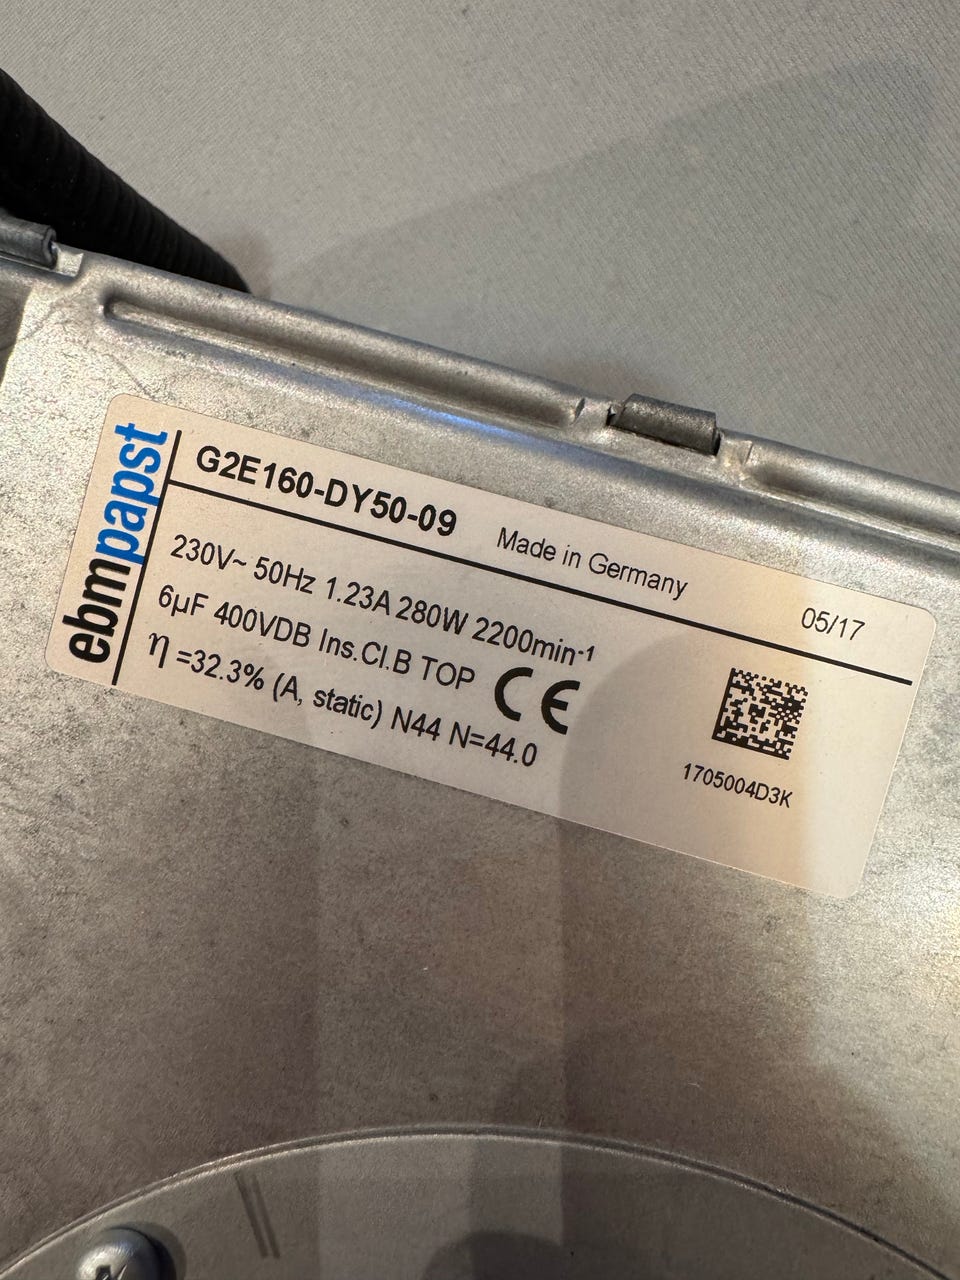 ebmpapst
G2E160-DY50-09 Made in Germany 05/17
230V~ 50Hz 1.23A 280W 2200min-¹
6µF 400VDB Ins.Cl.B TOP CE
η =32.3% (A, static) N44 N=44.0
1705004D3K